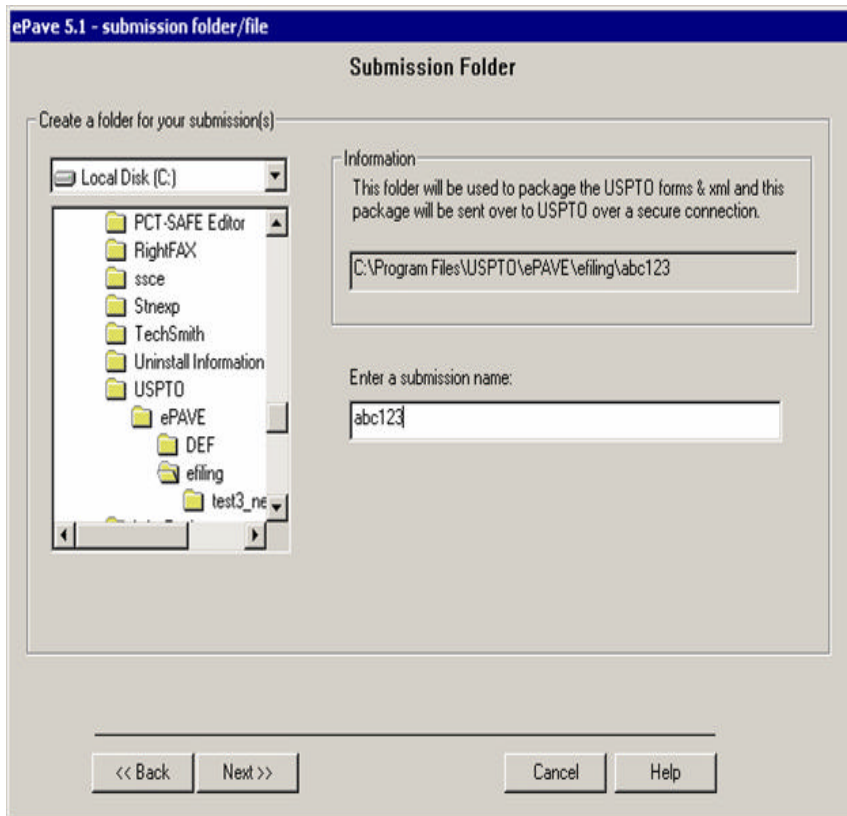 ePave 5.1 - submission folder/file
Submission Folder
Create a folder for your submission(s)
Local Disk (C:)
PCT-SAFE Editor
RightFAX
ssce
Stnexp
TechSmith
Uninstall Information
USPTO
ePAVE
DEF
efiling
test3_ne
Information
This folder will be used to package the USPTO forms & xml and this
package will be sent over to USPTO over a secure connection.
C:\Program Files\USPTO\ePAVE\efiling\abc123
Enter a submission name:
abc123
<< Back
Next >>
Cancel
Help